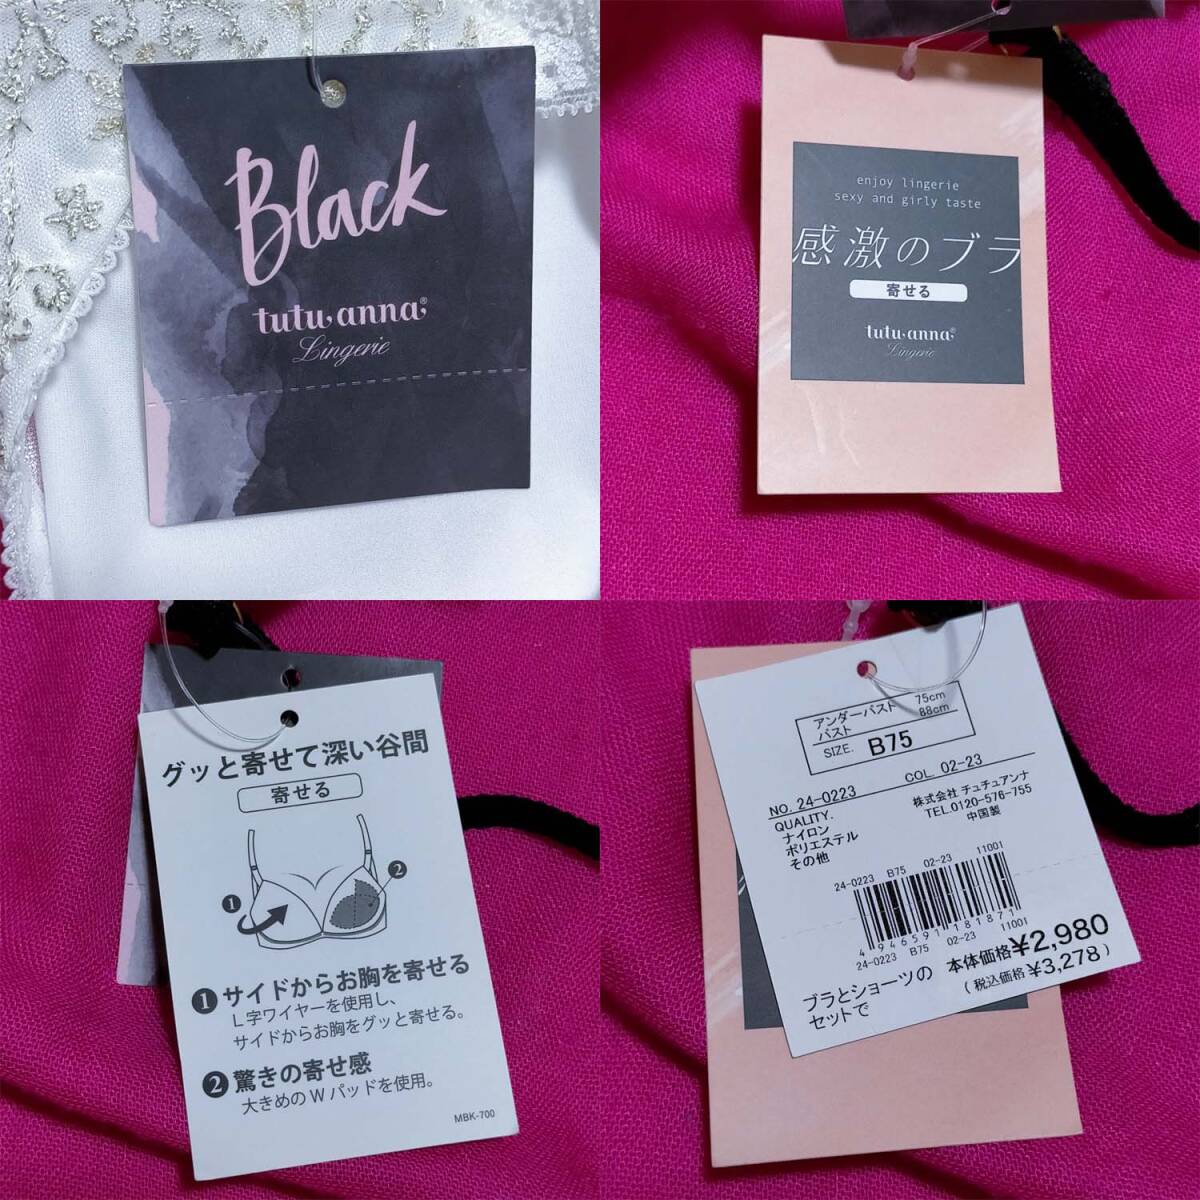 Black
tutu anna®
Lingerie
enjoy lingerie
sexy and girly taste
感激のブラ
寄せる
tutu anna®
Lingerie
グッと寄せて深い谷間
寄せる
❶
❷
❶ サイドからお胸を寄せる
L字ワイヤーを使用し、
サイドからお胸をグッと寄せる。
❷ 驚きの寄せ感
大きめのWパッドを使用。
MBK-700
アンダーバスト 75cm
バスト 88cm
SIZE. B75
NO. 24-0223 COL. 02-23
QUALITY.
ナイロン
ポリエステル
その他
株式会社 チュチュアンナ
TEL.0120-576-755
中国製
24-0223 B75 02-23 11001
4 946591 181871
24-0223 B75 02-23 11001
ブラとショーツの
セットで
本体価格¥2,980
(税込価格¥3,278)